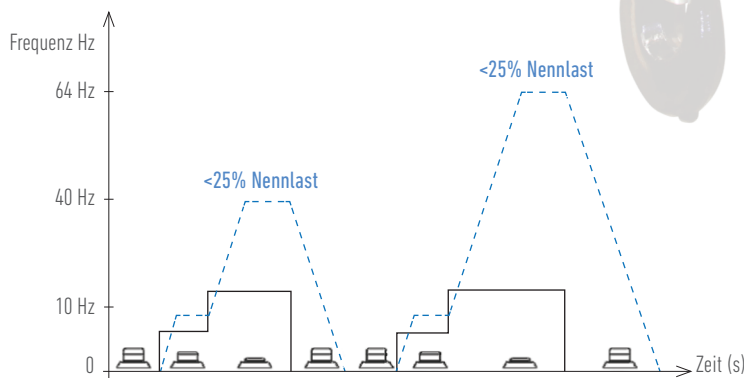 Frequenz Hz
<25% Nennlast
64 Hz
<25% Nennlast
40 Hz
10 Hz
0
Zeit (s)